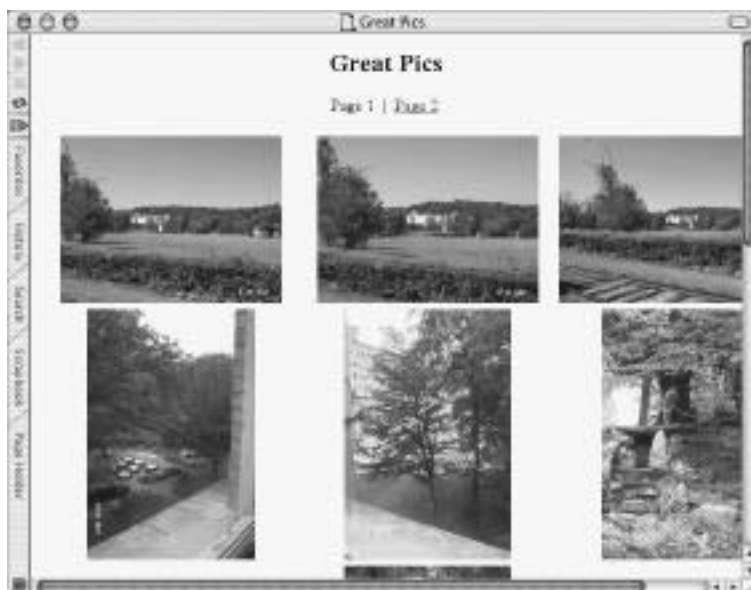 Great Pics
Great Pics
Page 1 | Page 2
Favorites
History
Search
Scrapbook
Page Holder